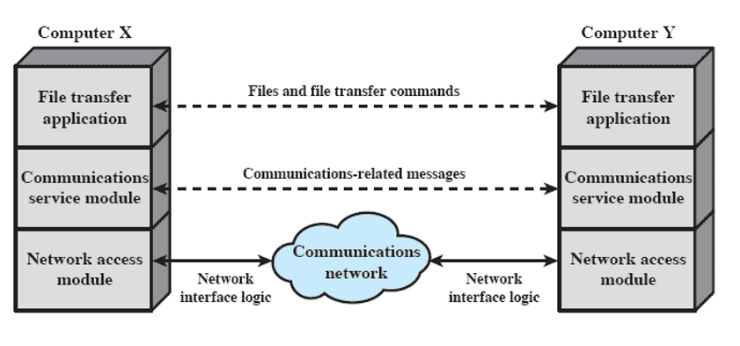 Computer X
Computer Y
File transfer
application
Files and file transfer commands
File transfer
application
Communications
service module
Communications-related messages
Communications
service module
Network access
module
Network
interface logic
Communications
network
Network
interface logic
Network access
module